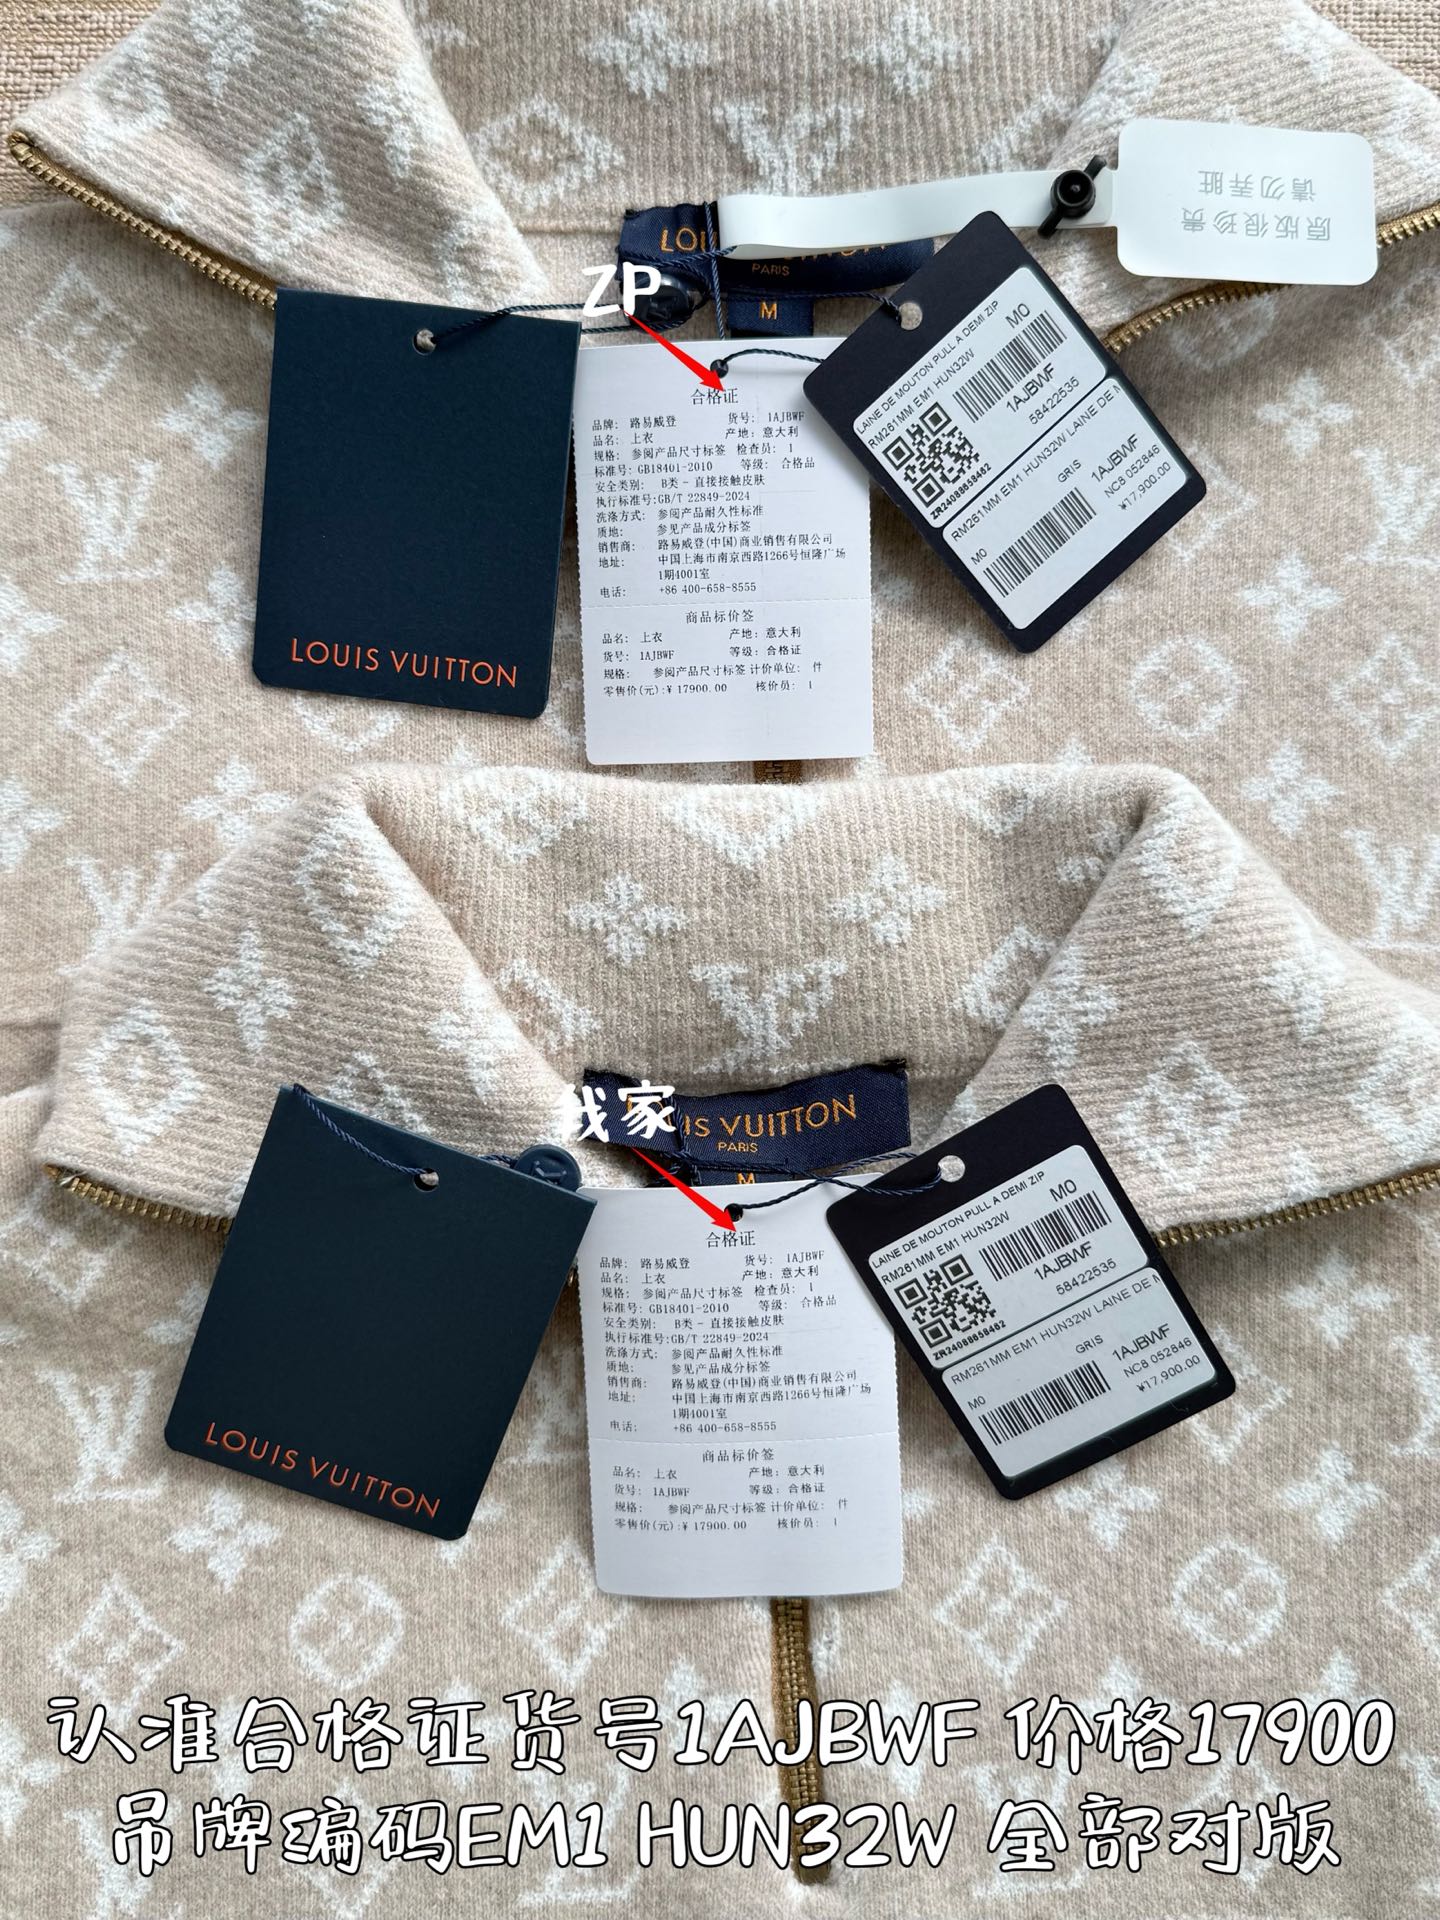 原版很珍贵
请勿弄脏
PARIS
M
ZP
LOUIS VUITTON
合格证
品牌: 路易威登 货号: 1AJBWF
品名: 上衣 产地: 意大利
规格: 参阅产品尺寸标签 检查员: 1
标准号: GB18401-2010 等级: 合格品
安全类别: B类 - 直接接触皮肤
执行标准号:GB/T 22849-2024
洗涤方式: 参阅产品耐久性标准
质地: 参见产品成分标签
销售商: 路易威登(中国)商业销售有限公司
地址: 中国上海市南京西路1266号恒隆广场
1期4001室
电话: +86 400-658-8555
商品标价签
品名: 上衣 产地: 意大利
货号: 1AJBWF 等级: 合格证
规格: 参阅产品尺寸标签 计价单位: 件
零售价(元):¥ 17900.00 核价员: 1
LAINE DE MOUTON PULL A DEMI ZIP
RM261MM EM1 HUN32W
M0
1AJBWF
58422535
ZR24088658462
RM261MM EM1 HUN32W LAINE DE
GRIS
M0
1AJBWF
NC8 052846
¥17,900.00
我家
LOUIS VUITTON
PARIS
M
LOUIS VUITTON
合格证
品牌: 路易威登 货号: 1AJBWF
品名: 上衣 产地: 意大利
规格: 参阅产品尺寸标签 检查员: 1
标准号: GB18401-2010 等级: 合格品
安全类别: B类 - 直接接触皮肤
执行标准号:GB/T 22849-2024
洗涤方式: 参阅产品耐久性标准
质地: 参见产品成分标签
销售商: 路易威登(中国)商业销售有限公司
地址: 中国上海市南京西路1266号恒隆广场
1期4001室
电话: +86 400-658-8555
商品标价签
品名: 上衣 产地: 意大利
货号: 1AJBWF 等级: 合格证
规格: 参阅产品尺寸标签 计价单位: 件
零售价(元):¥ 17900.00 核价员: 1
LAINE DE MOUTON PULL A DEMI ZIP
RM261MM EM1 HUN32W
M0
1AJBWF
58422535
ZR24088658462
RM261MM EM1 HUN32W LAINE DE
GRIS
M0
1AJBWF
NC8 052846
¥17,900.00
认准合格证货号1AJBWF 价格17900
吊牌编码EM1 HUN32W 全部对版